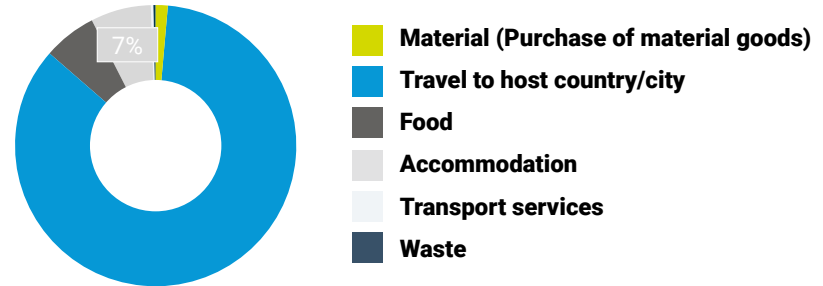 7%
Material (Purchase of material goods)
Travel to host country/city
Food
Accommodation
Transport services
Waste